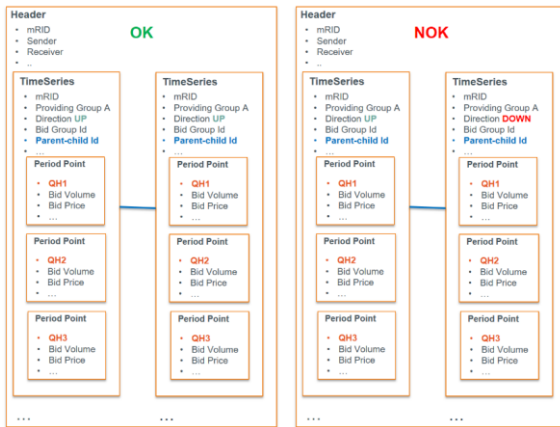 Header
• mRID
• Sender
• Receiver
• ..
OK
TimeSeries
• mRID
• Providing Group A
• Direction UP
• Bid Group Id
• Parent-child Id
• ...
Period Point
• QH1
• Bid Volume
• Bid Price
• ...
Period Point
• QH2
• Bid Volume
• Bid Price
• ...
Period Point
• QH3
• Bid Volume
• Bid Price
• ...
...
TimeSeries
• mRID
• Providing Group A
• Direction UP
• Bid Group Id
• Parent-child Id
• ...
Period Point
• QH1
• Bid Volume
• Bid Price
• ...
Period Point
• QH2
• Bid Volume
• Bid Price
• ...
Period Point
• QH3
• Bid Volume
• Bid Price
• ...
...
Header
• mRID
• Sender
• Receiver
• ..
NOK
TimeSeries
• mRID
• Providing Group A
• Direction UP
• Bid Group Id
• Parent-child Id
• ...
Period Point
• QH1
• Bid Volume
• Bid Price
• ...
Period Point
• QH2
• Bid Volume
• Bid Price
• ...
Period Point
• QH3
• Bid Volume
• Bid Price
• ...
...
TimeSeries
• mRID
• Providing Group A
• Direction DOWN
• Bid Group Id
• Parent-child Id
• ...
Period Point
• QH1
• Bid Volume
• Bid Price
• ...
Period Point
• QH2
• Bid Volume
• Bid Price
• ...
Period Point
• QH3
• Bid Volume
• Bid Price
• ...
...